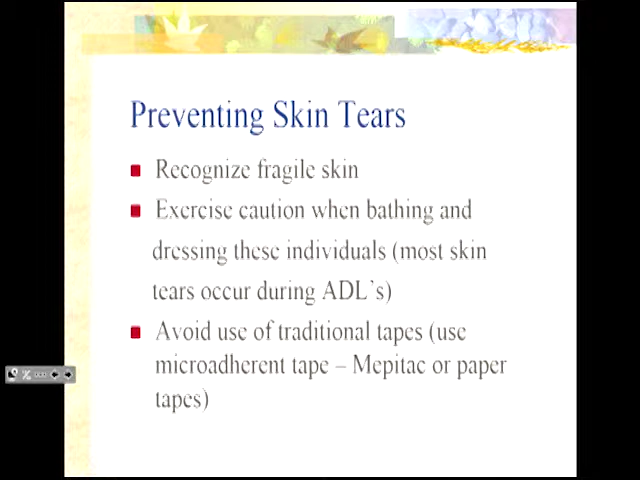 Preventing Skin Tears
Recognize fragile skin
Exercise caution when bathing and
dressing these individuals (most skin
tears occur during ADL's)
Avoid use of traditional tapes (use
microadherent tape – Mepitac or paper
tapes)